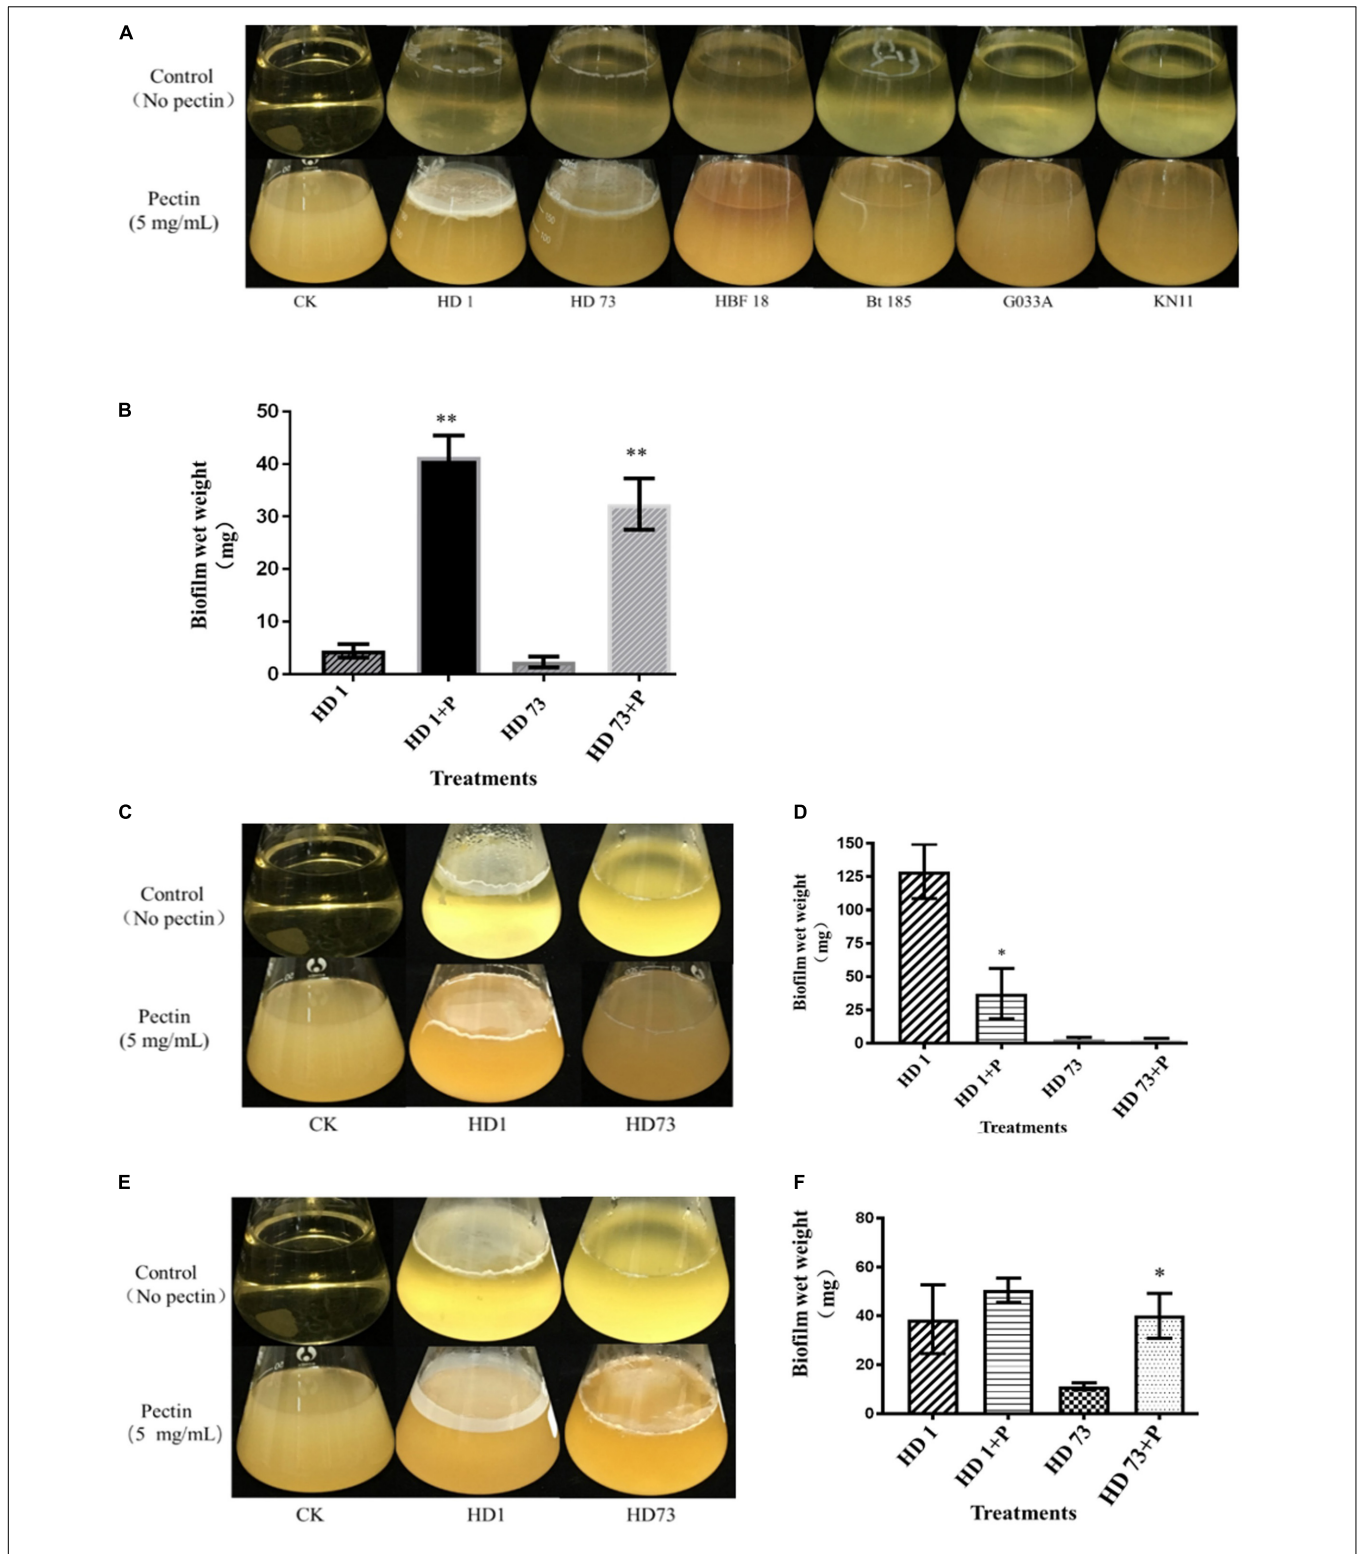 A
Control
（No pectin）
Pectin
(5 mg/mL)
CK HD 1 HD 73 HBF 18 Bt 185 G033A KN11
B
Biofilm wet weight
（mg）
50
40
30
20
10
0
**
**
HD 1 HD 1+P HD 73 HD 73+P
Treatments
C
Control
（No pectin）
Pectin
(5 mg/mL)
CK HD1 HD73
D
Biofilm wet weight
（mg）
150
125
100
75
50
25
0
*
HD 1 HD 1+P HD 73 HD 73+P
Treatments
E
Control
（No pectin）
Pectin
(5 mg/mL)
CK HD1 HD73
F
Biofilm wet weight
（mg）
80
60
40
20
0
*
HD 1 HD 1+P HD 73 HD 73+P
Treatments